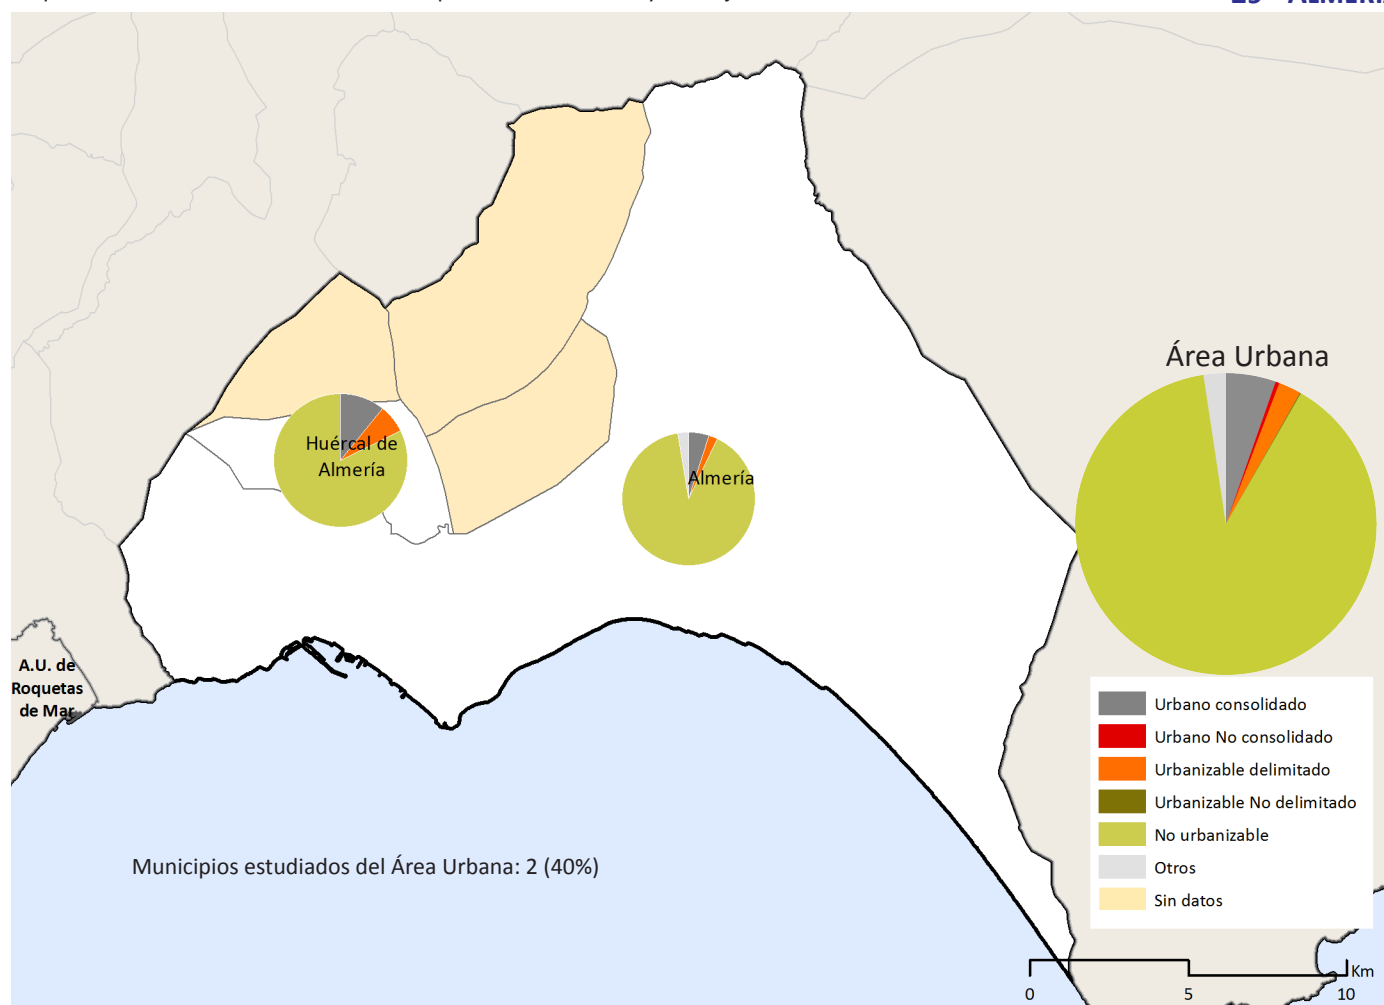 Área Urbana
Huércal de
Almería
Almería
A.U. de
Roquetas
de Mar
Urbano consolidado
Urbano No consolidado
Urbanizable delimitado
Urbanizable No delimitado
No urbanizable
Otros
Sin datos
Municipios estudiados del Área Urbana: 2 (40%)
Km
0 5 10